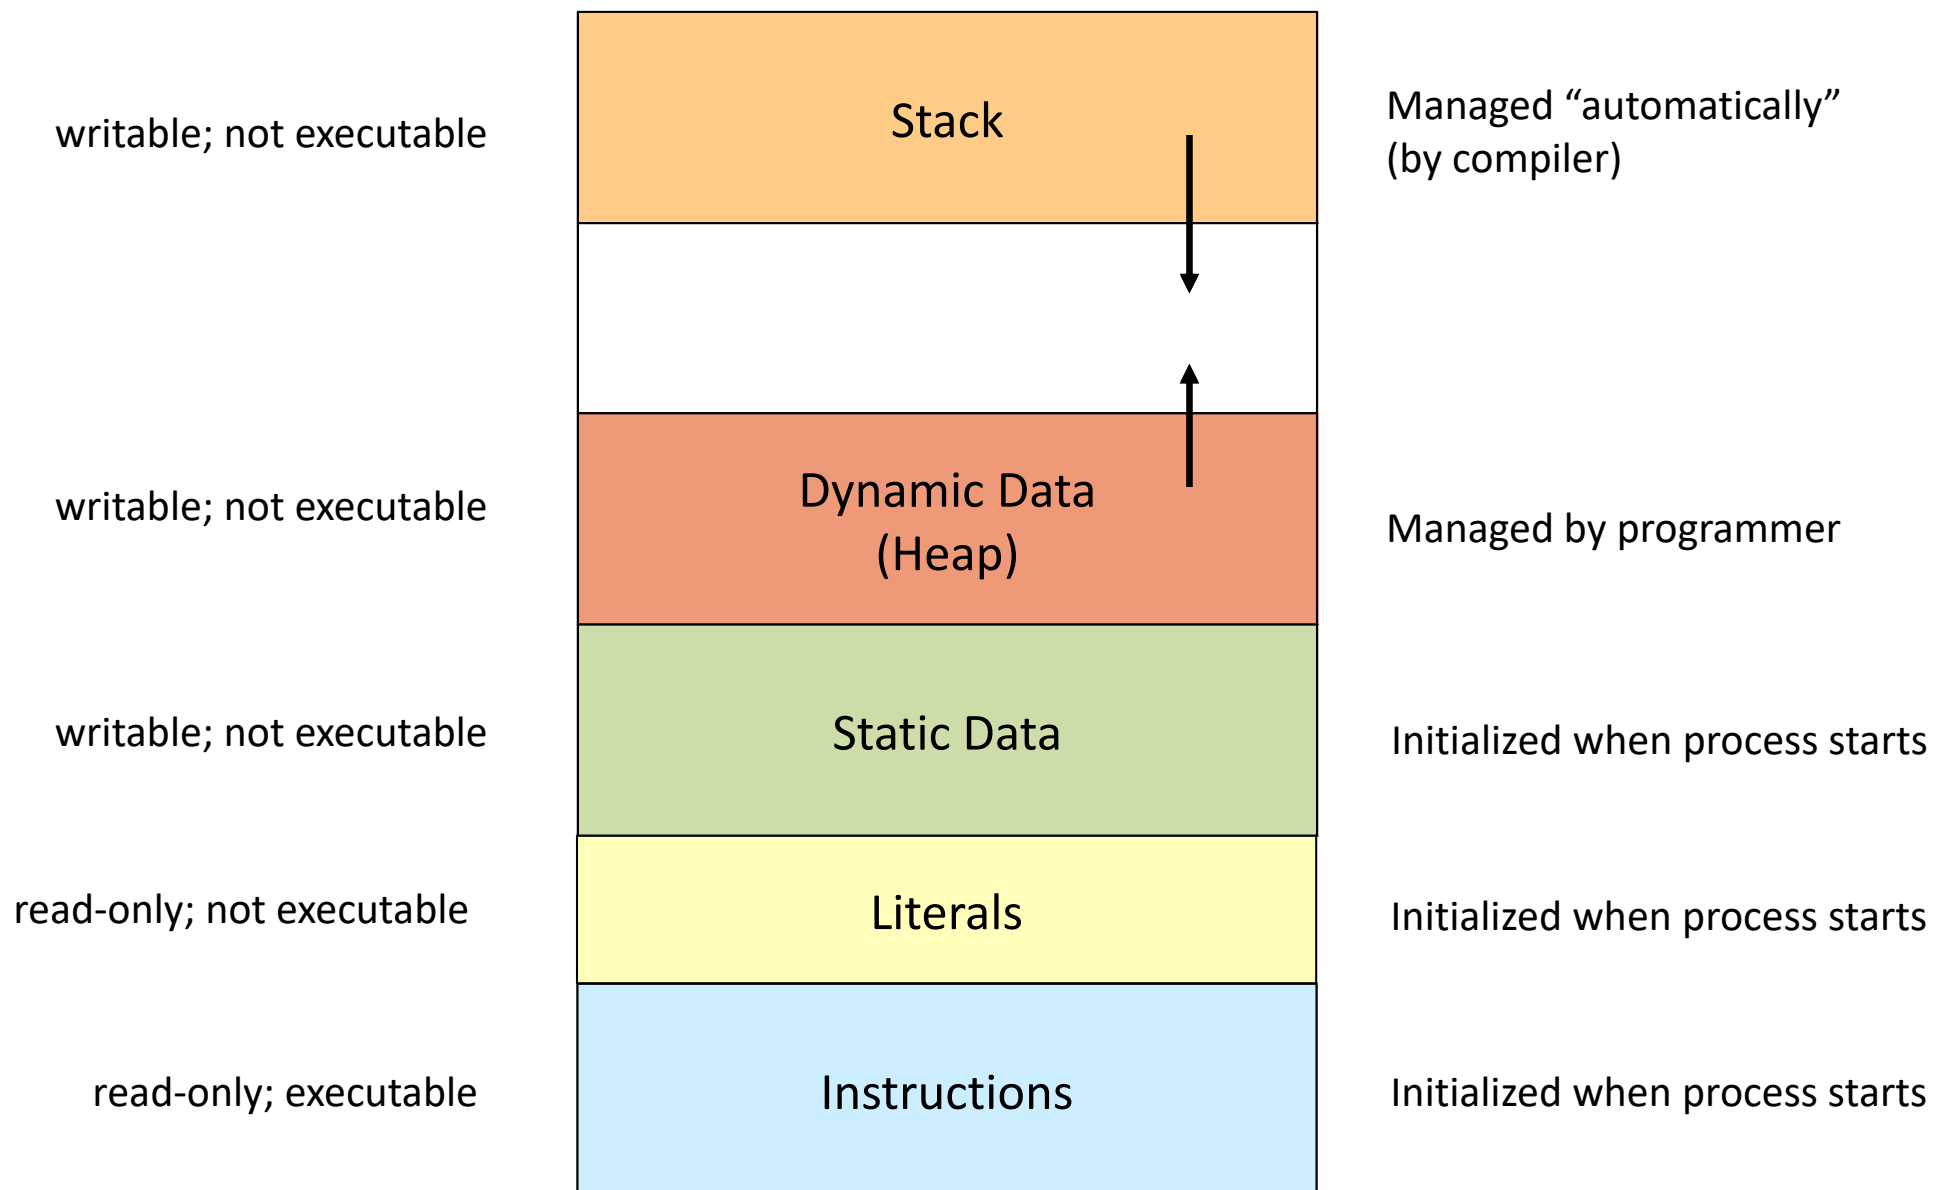 writable; not executable
Stack
Managed “automatically”
(by compiler)
writable; not executable
Dynamic Data
(Heap)
Managed by programmer
writable; not executable
Static Data
Initialized when process starts
read-only; not executable
Literals
Initialized when process starts
read-only; executable
Instructions
Initialized when process starts